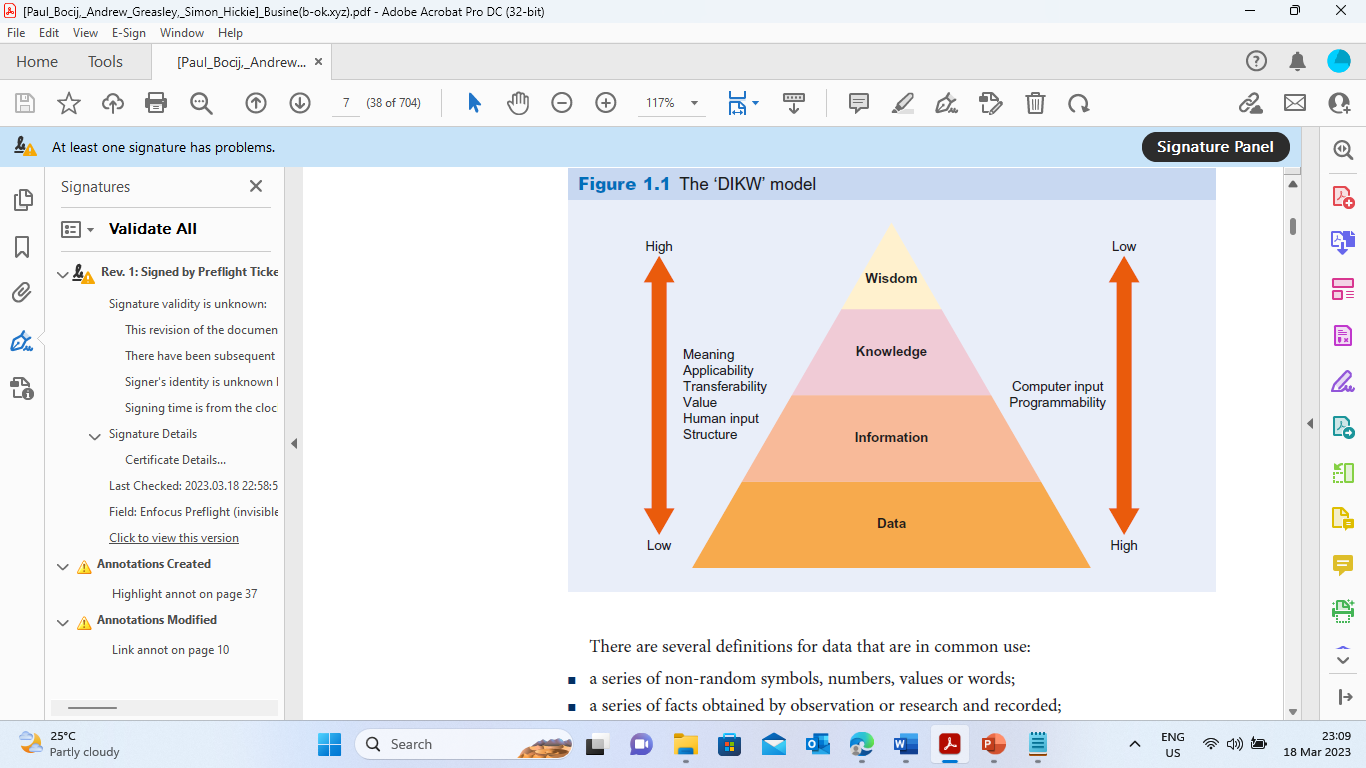 [Paul_Bocij,_Andrew_Greasley,_Simon_Hickie]_Busine(b-ok.xyz).pdf - Adobe Acrobat Pro DC (32-bit)
File Edit View E-Sign Window Help
Home Tools [Paul_Bocij,_Andrew... ×
7 (38 of 704) 117%
At least one signature has problems.
Signature Panel
Signatures
Validate All
Rev. 1: Signed by Preflight Ticke
Signature validity is unknown:
This revision of the documen
There have been subsequent
Signer's identity is unknown
Signing time is from the cloc
Signature Details
Certificate Details...
Last Checked: 2023.03.18 22:58:5
Field: Enfocus Preflight (invisible
Click to view this version
Annotations Created
Highlight annot on page 37
Annotations Modified
Link annot on page 10
Figure 1.1 The ‘DIKW’ model
High
Low
Wisdom
Knowledge
Information
Data
Meaning
Applicability
Transferability
Value
Human input
Structure
Computer input
Programmability
Low
High
There are several definitions for data that are in common use:
■ a series of non-random symbols, numbers, values or words;
■ a series of facts obtained by observation or research and recorded;
25°C
Partly cloudy
Search
ENG
US
23:09
18 Mar 2023